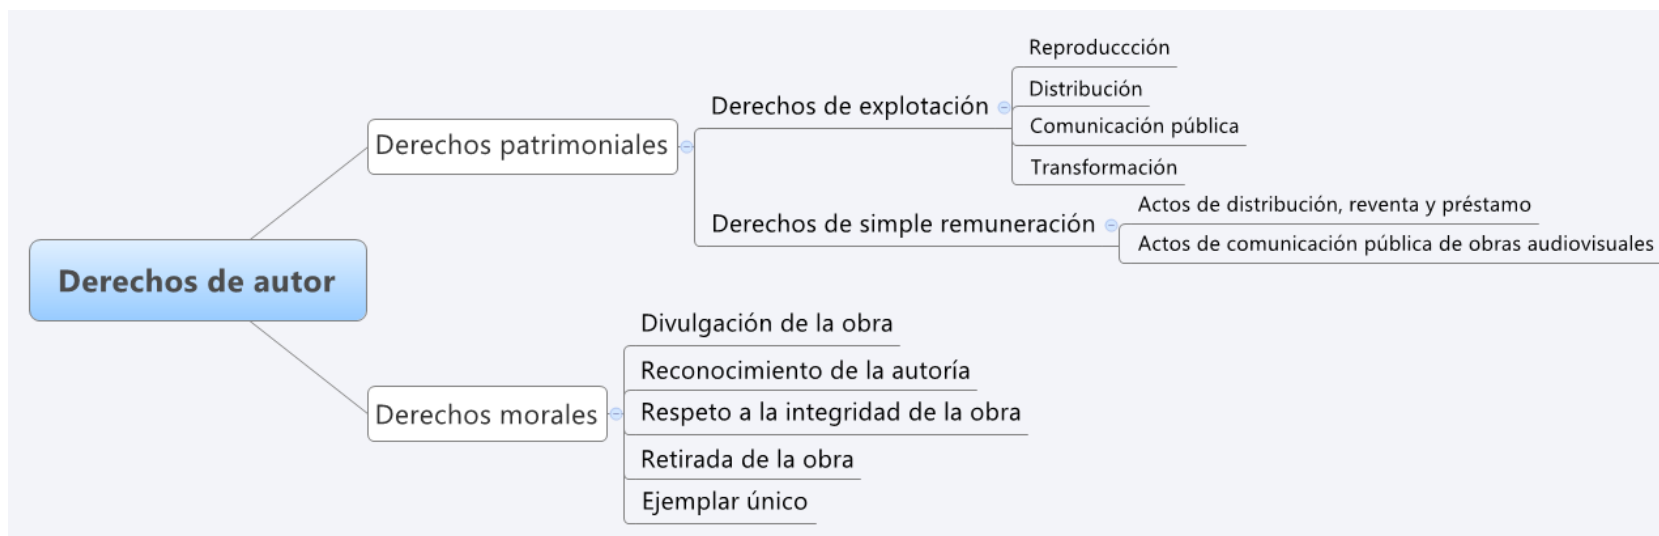 Derechos de autor
Derechos patrimoniales
Derechos de explotación
Reproduccción
Distribución
Comunicación pública
Transformación
Derechos de simple remuneración
Actos de distribución, reventa y préstamo
Actos de comunicación pública de obras audiovisuales
Derechos morales
Divulgación de la obra
Reconocimiento de la autoría
Respeto a la integridad de la obra
Retirada de la obra
Ejemplar único